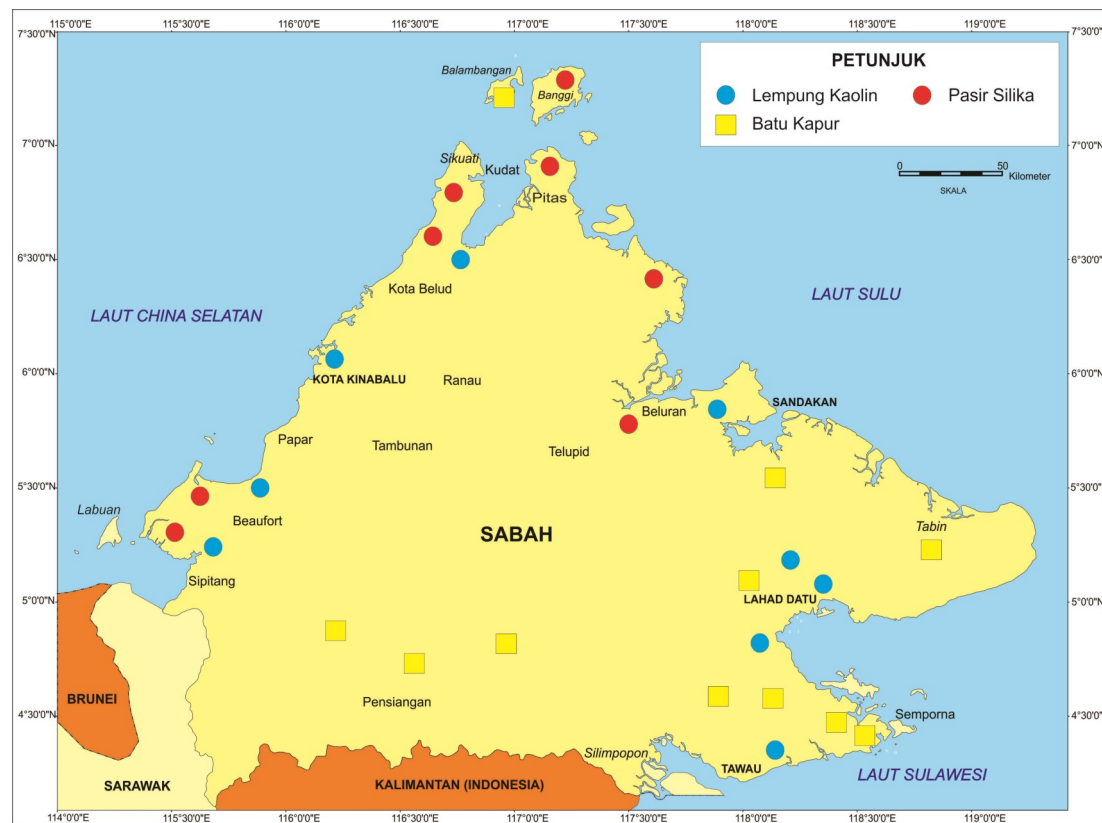 115°0'0"E 115°30'0"E 116°0'0"E 116°30'0"E 117°0'0"E 117°30'0"E 118°0'0"E 118°30'0"E 119°0'0"E
7°30'0"N 7°30'0"N
PETUNJUK
Lempung Kaolin Pasir Silika
Batu Kapur
Balambangan
Banggi
7°0'0"N 7°0'0"N
Sikuati
Kudat
Pitas
0 50
Kilometer
SKALA
6°30'0"N 6°30'0"N
Kota Belud
LAUT CHINA SELATAN
LAUT SULU
6°0'0"N 6°0'0"N
KOTA KINABALU
Ranau
SANDAKAN
Beluran
Papar
Tambunan
Telupid
5°30'0"N 5°30'0"N
Labuan
Beaufort
SABAH
Tabin
Sipitang
LAHAD DATU
5°0'0"N 5°0'0"N
BRUNEI
Pensiangan
Semporna
4°30'0"N 4°30'0"N
Silimpopon
TAWAU
LAUT SULAWESI
SARAWAK
KALIMANTAN (INDONESIA)
114°0'0"E 115°30'0"E 116°0'0"E 116°30'0"E 117°0'0"E 117°30'0"E 118°0'0"E 118°30'0"E 119°0'0"E